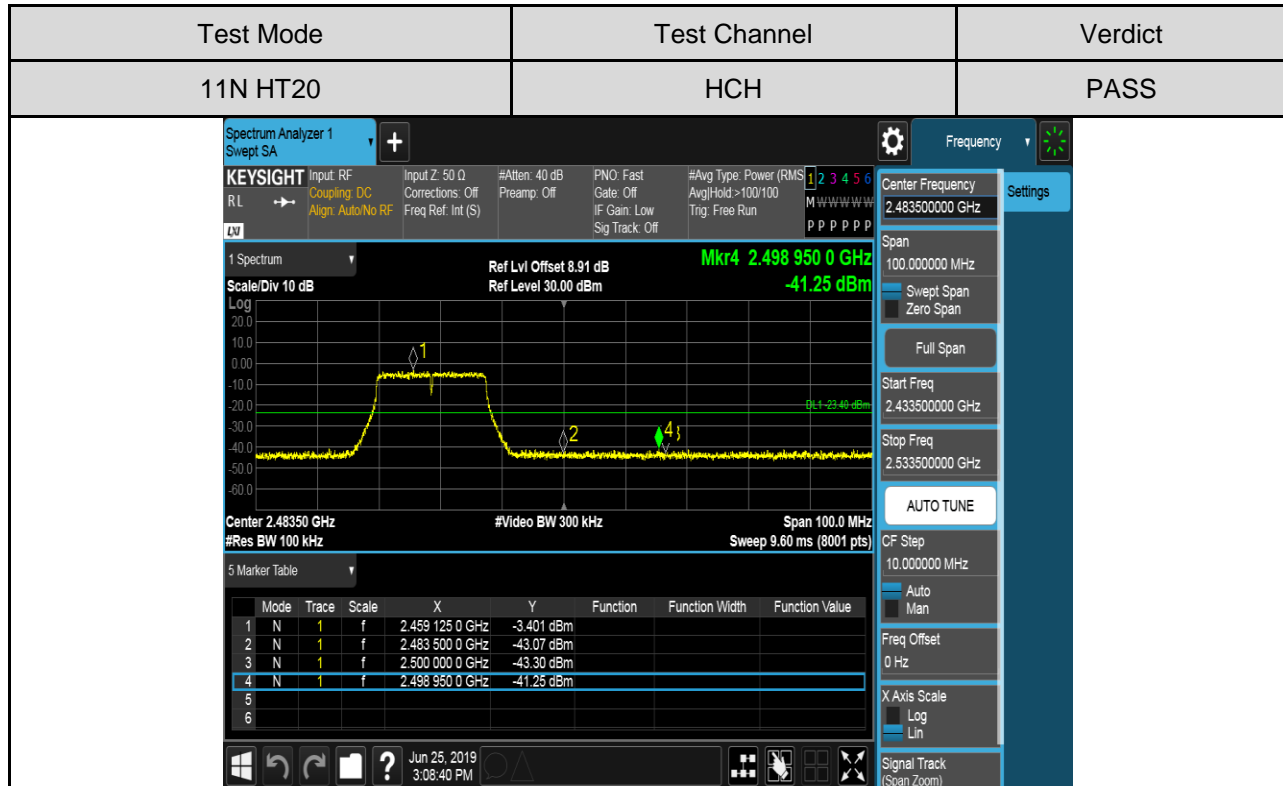 Test Mode Test Channel Verdict
11N HT20 HCH PASS
Spectrum Analyzer 1
Swept SA
Frequency
KEYSIGHT
RL
LXI
Input: RF
Coupling: DC
Align: Auto/No RF
Input Z: 50 Ω
Corrections: Off
Freq Ref: Int (S)
#Atten: 40 dB
Preamp: Off
PNO: Fast
Gate: Off
IF Gain: Low
Sig Track: Off
#Avg Type: Power (RMS
Avg|Hold:>100/100
Trig: Free Run
1 2 3 4 5 6
M W W W W W
P P P P P P
1 Spectrum
Scale/Div 10 dB
Ref Lvl Offset 8.91 dB
Ref Level 30.00 dBm
Mkr4 2.498 950 0 GHz
-41.25 dBm
Log
20.0
10.0
0.00
-10.0
-20.0
-30.0
-40.0
-50.0
-60.0
1
2
4
3
DL1 -23.40 dBm
Center 2.48350 GHz #Video BW 300 kHz Span 100.0 MHz
#Res BW 100 kHz Sweep 9.60 ms (8001 pts)
5 Marker Table
Mode Trace Scale X Y Function Function Width Function Value
1 N 1 f 2.459 125 0 GHz -3.401 dBm
2 N 1 f 2.483 500 0 GHz -43.07 dBm
3 N 1 f 2.500 000 0 GHz -43.30 dBm
4 N 1 f 2.498 950 0 GHz -41.25 dBm
5
6
?
Jun 25, 2019
3:08:40 PM
Center Frequency
2.483500000 GHz
Settings
Span
100.000000 MHz
Swept Span
Zero Span
Full Span
Start Freq
2.433500000 GHz
Stop Freq
2.533500000 GHz
AUTO TUNE
CF Step
10.000000 MHz
Auto
Man
Freq Offset
0 Hz
X Axis Scale
Log
Lin
Signal Track
(Span Zoom)